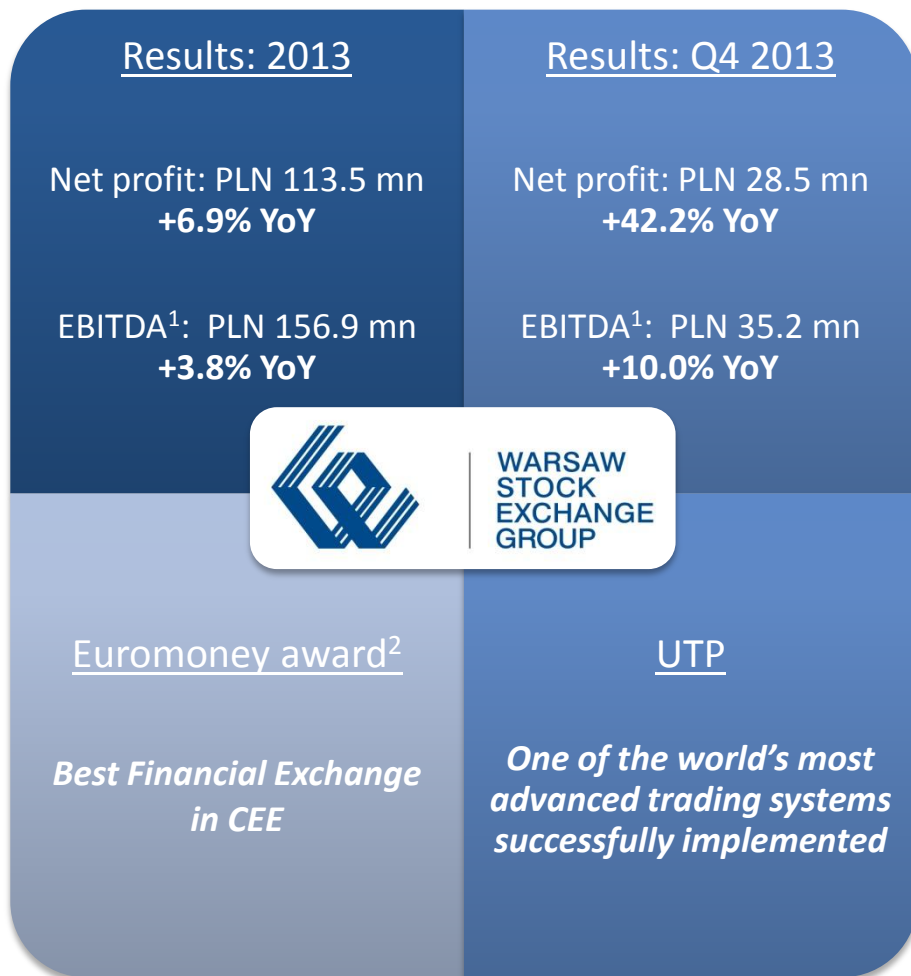 Results: 2013
Net profit: PLN 113.5 mn
+6.9% YoY
EBITDA¹: PLN 156.9 mn
+3.8% YoY
Results: Q4 2013
Net profit: PLN 28.5 mn
+42.2% YoY
EBITDA¹: PLN 35.2 mn
+10.0% YoY
WARSAW
STOCK
EXCHANGE
GROUP
Euromoney award²
Best Financial Exchange
in CEE
UTP
One of the world’s most
advanced trading systems
successfully implemented